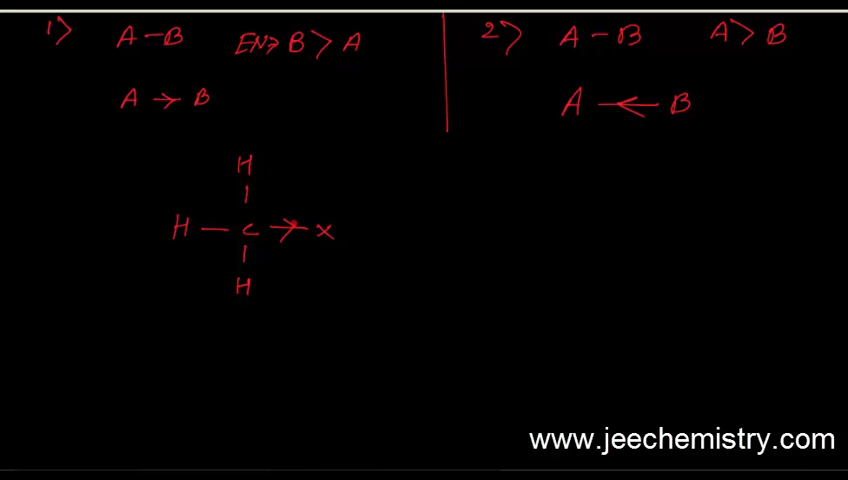 1> A - B EN> B > A
A → B
2> A - B A > B
A ← B
H
|
H - C → X
|
H
www.jeechemistry.com